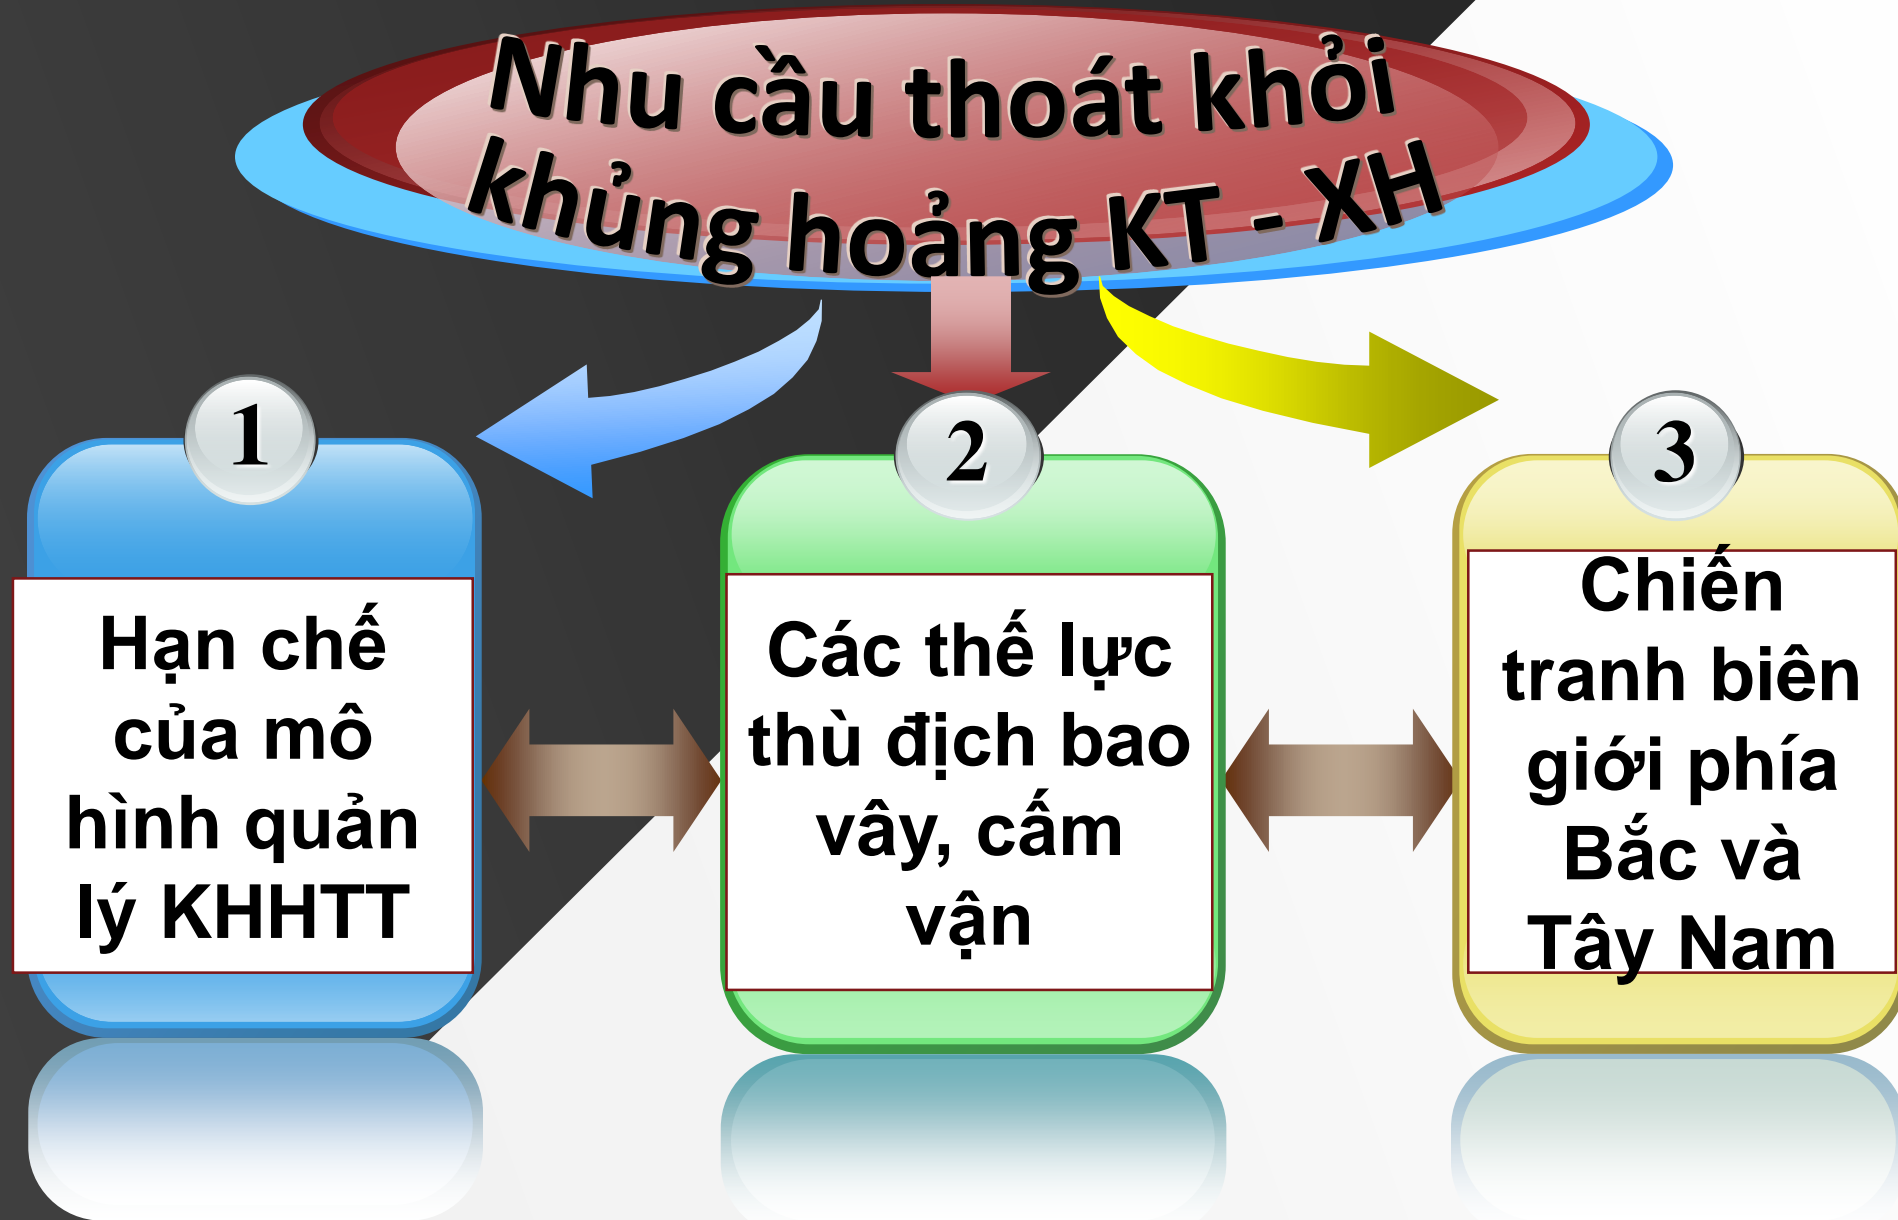 Nhu cầu thoát khỏi
khủng hoảng KT - XH
1
Hạn chế
của mô
hình quản
lý KHHTT
2
Các thế lực
thù địch bao
vây, cấm
vận
3
Chiến
tranh biên
giới phía
Bắc và
Tây Nam